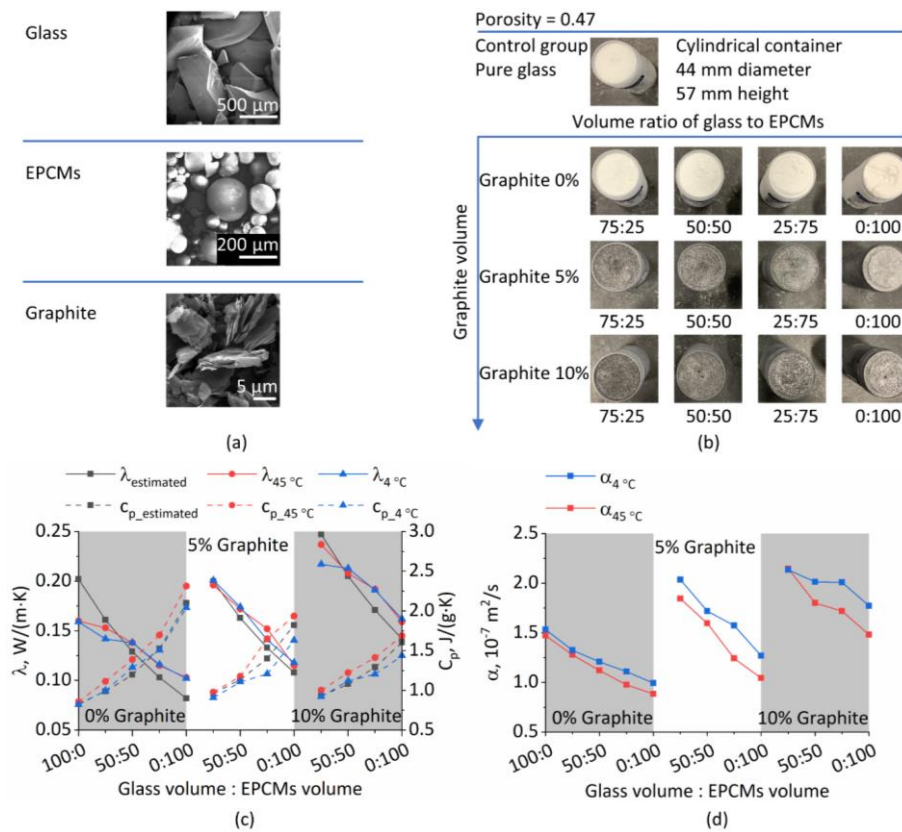 Glass
500 µm
EPCMs
200 µm
Graphite
5 µm
(a)
Porosity = 0.47
Control group
Pure glass
Cylindrical container
44 mm diameter
57 mm height
Volume ratio of glass to EPCMs
Graphite volume
Graphite 0%
75:25 50:50 25:75 0:100
Graphite 5%
75:25 50:50 25:75 0:100
Graphite 10%
75:25 50:50 25:75 0:100
(b)
λestimated λ45 °C λ4 °C
cp_estimated cp_45 °C cp_4 °C
λ, W/(m·K)
0.25
0.20
0.15
0.10
0.05
5% Graphite
0% Graphite
10% Graphite
3.0
2.5
2.0
1.5
1.0
0.5
Cp, J/(g·K)
100:0 50:50 0:100 50:50 0:100 50:50 0:100
Glass volume : EPCMs volume
(c)
α4 °C
α45 °C
α, 10-7 m2/s
2.5
2.0
1.5
1.0
0.5
5% Graphite
0% Graphite
10% Graphite
100:0 50:50 0:100 50:50 0:100 50:50 0:100
Glass volume : EPCMs volume
(d)